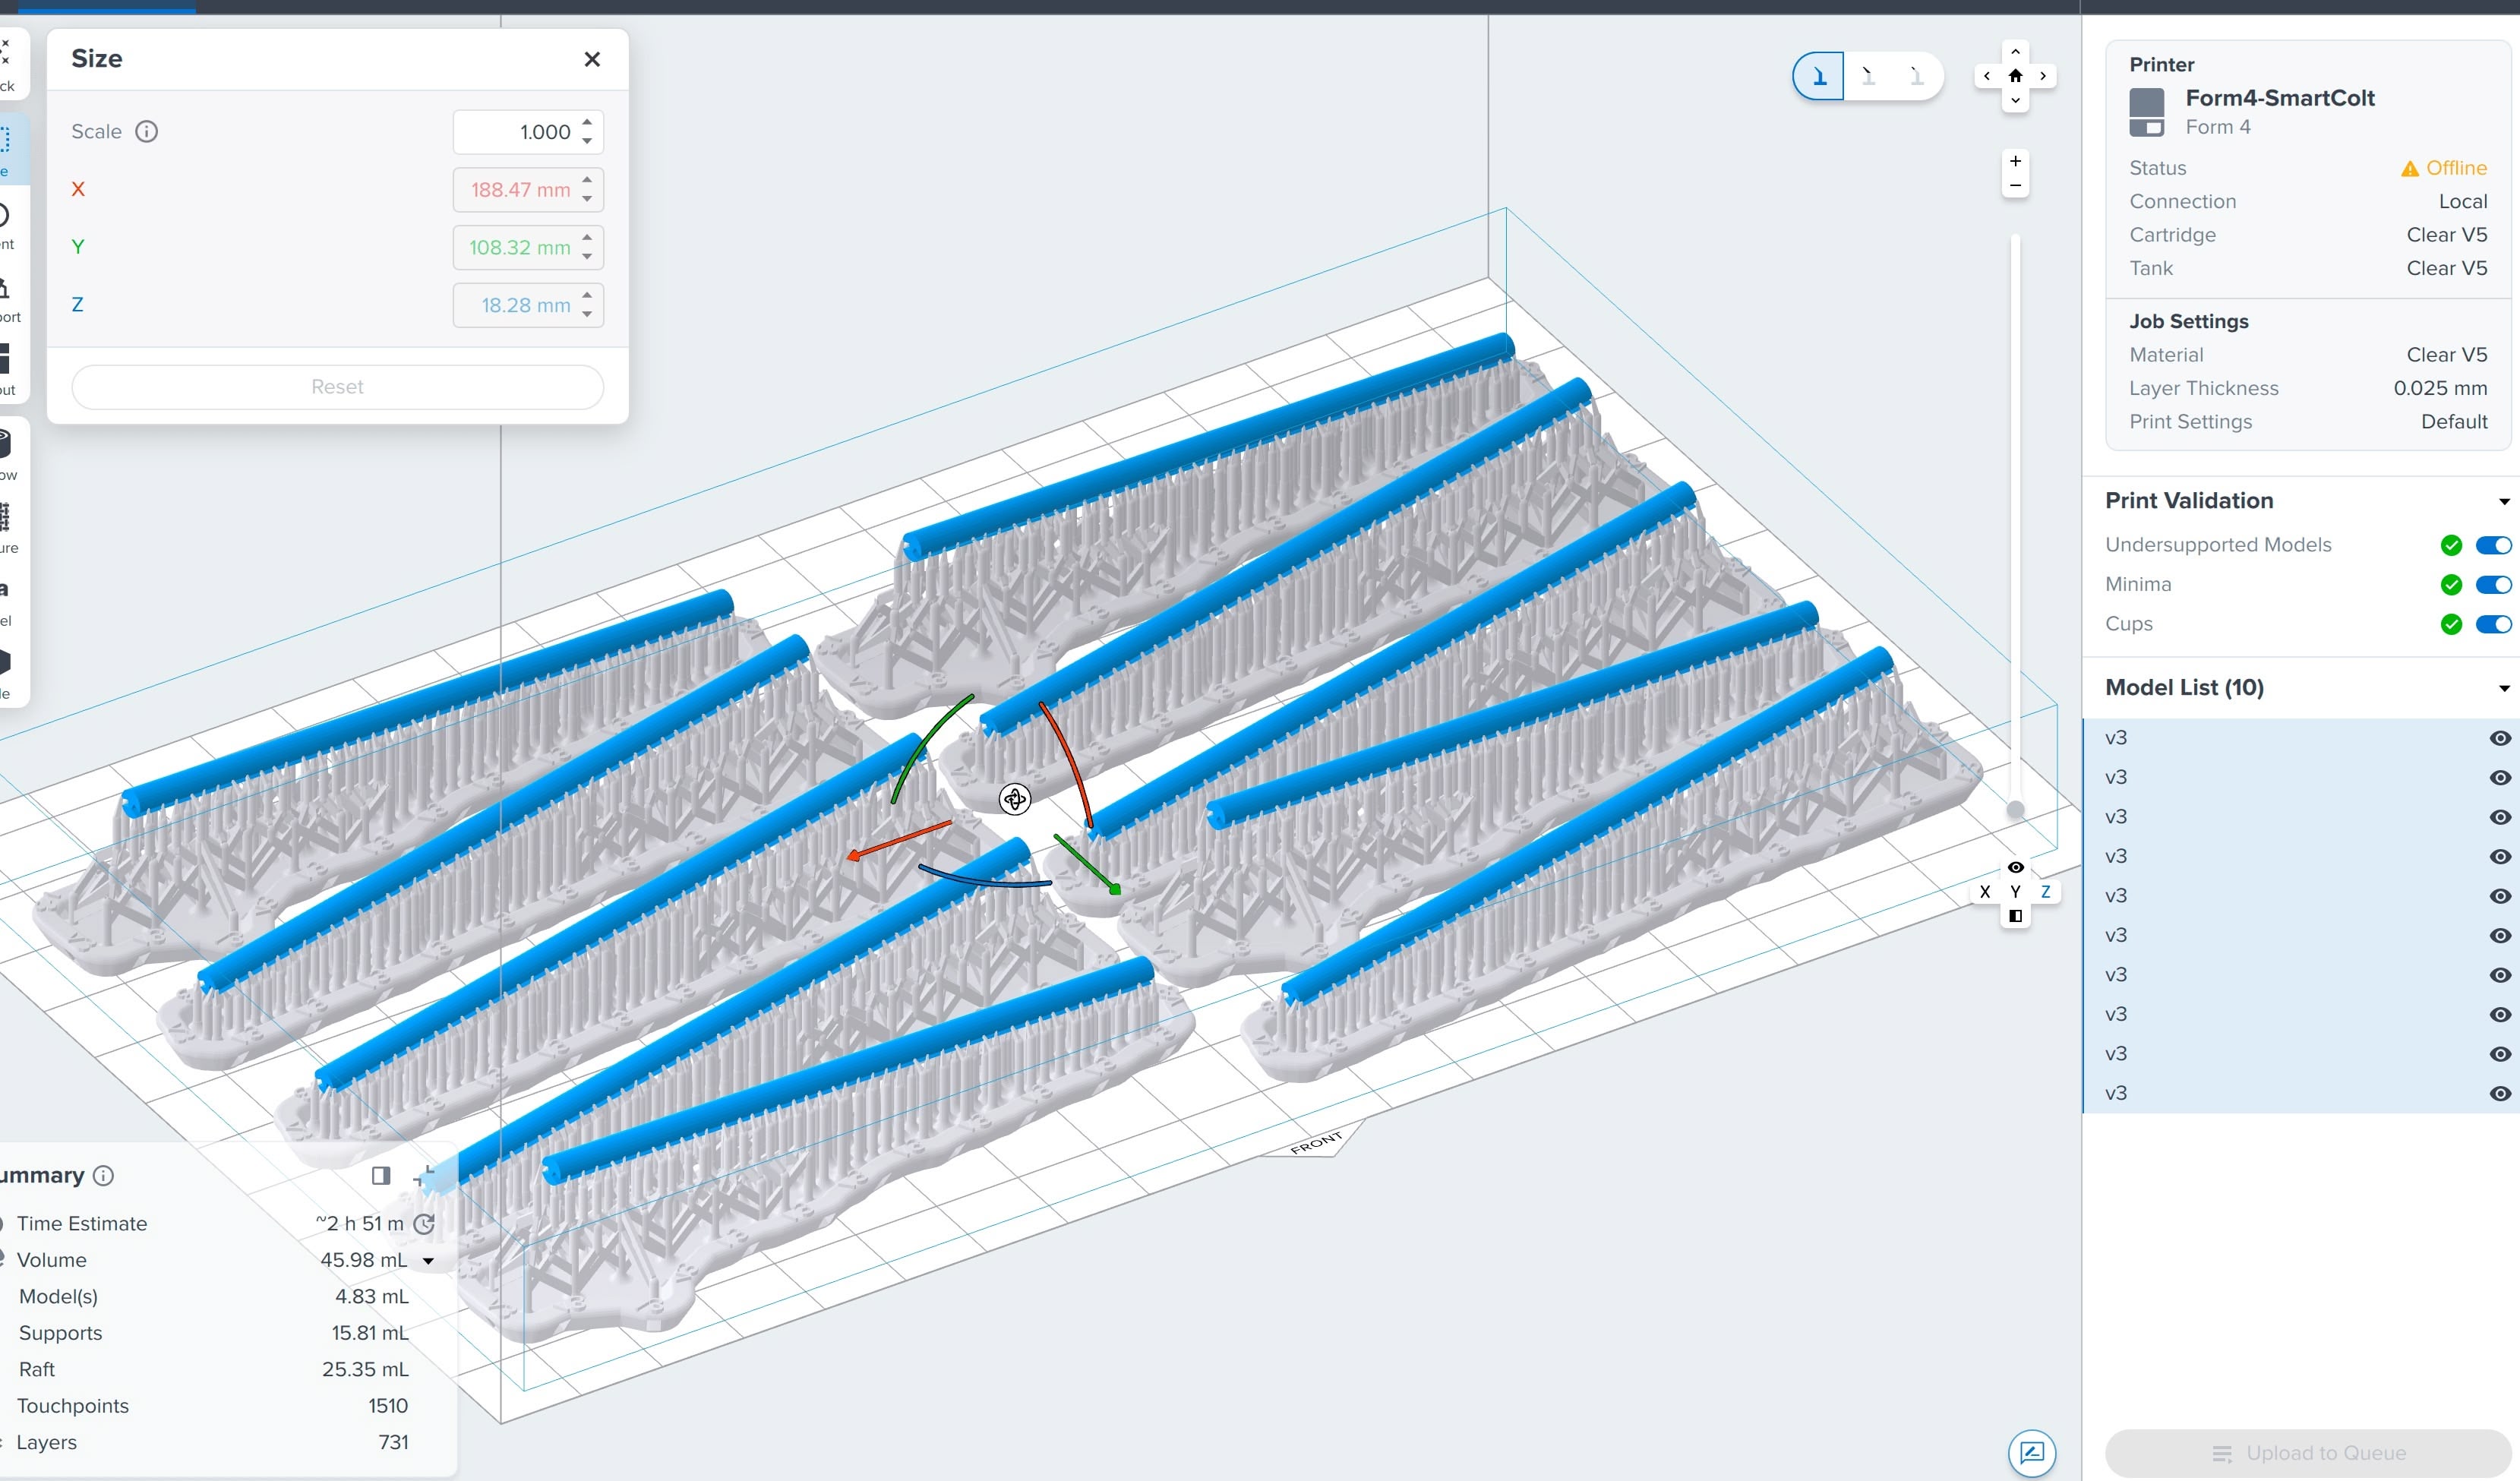 Size
Scale
1.000
X
188.47 mm
Y
108.32 mm
Z
18.28 mm
Reset
ck
e
nt
port
out
ow
ure
el
le
FRONT
X Y Z
ummary
Time Estimate ~2 h 51 m
Volume 45.98 mL
Model(s) 4.83 mL
Supports 15.81 mL
Raft 25.35 mL
Touchpoints 1510
Layers 731
Printer
Form4-SmartColt
Form 4
Status Offline
Connection Local
Cartridge Clear V5
Tank Clear V5
Job Settings
Material Clear V5
Layer Thickness 0.025 mm
Print Settings Default
Print Validation
Undersupported Models
Minima
Cups
Model List (10)
v3
v3
v3
v3
v3
v3
v3
v3
v3
v3
Upload to Queue